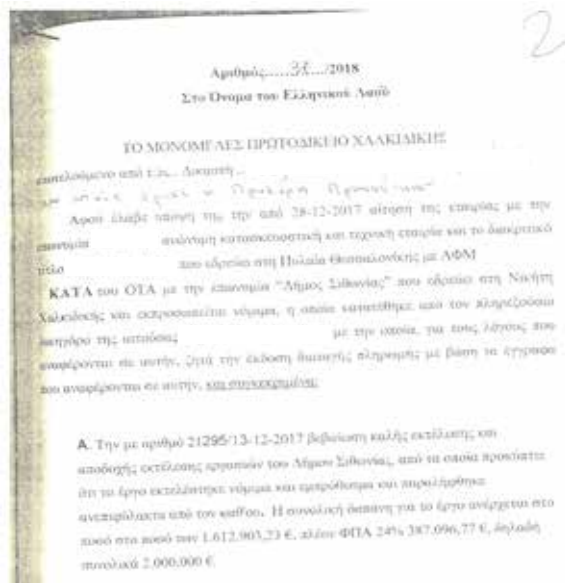 2
Αριθμός.....38.../2018
Στο Όνομα του Ελληνικού Λαού
ΤΟ ΜΟΝΟΜΕΛΕΣ ΠΡΩΤΟΔΙΚΕΙΟ ΧΑΛΚΙΔΙΚΗΣ
αποτελούμενο από Δικαστή
Αφού έλαβε υπόψη της την από 28-12-2017 αίτηση της εταιρίας με την
επωνυμία ανώνυμη κατασκευαστική και τεχνική εταιρία και το διακριτικό
τίτλο που εδρεύει στη Πυλαία Θεσσαλονίκης με ΑΦΜ
ΚΑΤΑ του ΟΤΑ με την επωνυμία "Δήμος Σιθωνίας" που εδρεύει στη Νικήτη
Χαλκιδικής και εκπροσωπείται νόμιμα, η οποία κατατέθηκε από τον πληρεξούσιο
δικηγόρο της αιτούσας με την οποία, για τους λόγους που
αναφέρονται σε αυτήν, ζητά την έκδοση διαταγής πληρωμής με βάση τα έγγραφα
που αναφέρονται σε αυτήν, και συγκεκριμένα:
Α. Την με αριθμό 21295/13-12-2017 βεβαίωση καλής εκτέλεσης και
αποδοχής εκτέλεσης εργασιών του Δήμου Σιθωνίας, από τα οποία προκύπτει
ότι το έργο εκτελέστηκε νόμιμα και εμπρόθεσμα και παραλήφθηκε
ανεπιφύλακτα από τον καθ'ου. Η συνολική δαπάνη για το έργο ανέρχεται στο
ποσό στο ποσό των 1.612.903,23 €, πλέον ΦΠΑ 24% 387.096,77 €, δηλαδή
συνολικά 2.000.000 €